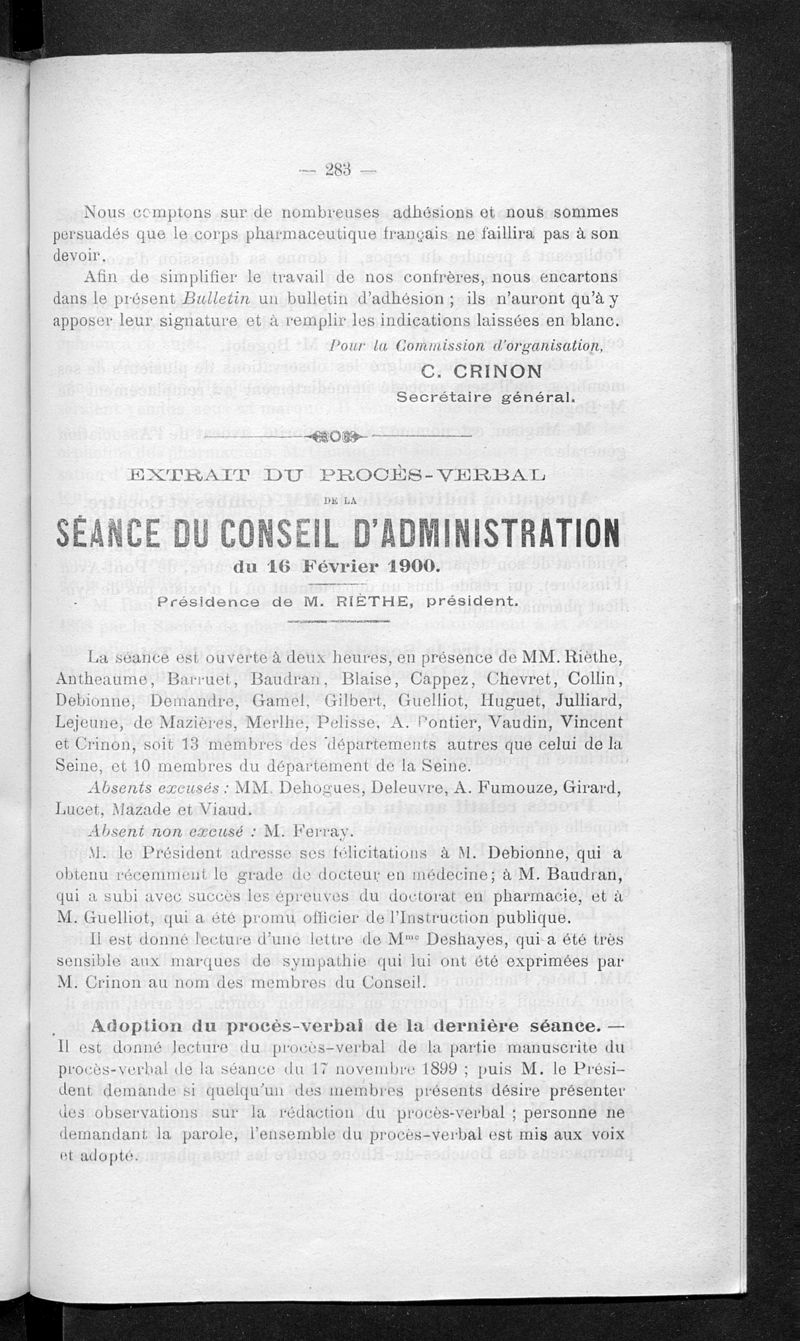 — 283 —
Nous comptons sur de nombreuses adhésions et nous sommes
persuadés que le corps pharmaceutique français ne faillira pas à son
devoir.
Afin de simplifier le travail de nos confrères, nous encartons
dans le présent Bulletin un bulletin d'adhésion ; ils n'auront qu'à y
apposer leur signature et à remplir les indications laissées en blanc.
Pour la Commission d'organisation,
C. CRINON
Secrétaire général.
EXTRAIT DU PROCÈS-VERBAL
DE LA
SÉANCE DU CONSEIL D'ADMINISTRATION
du 16 Février 1900.
Présidence de M. RIÈTHE, président.
La séance est ouverte à deux heures, en présence de MM. Rièthe,
Antheaume, Barruet, Baudran, Blaise, Cappez, Chevret, Collin,
Debionne, Demandre, Gamel, Gilbert, Guelliot, Huguet, Julliard,
Lejeune, de Mazières, Merlhe, Pelisse, A. Pontier, Vaudin, Vincent
et Crinon, soit 13 membres des départements autres que celui de la
Seine, et 10 membres du département de la Seine.
Absents excusés : MM. Dehogues, Deleuvre, A. Fumouze, Girard,
Lucet, Mazade et Viaud.
Absent non excusé : M. Ferray.
M. le Président adresse ses félicitations à M. Debionne, qui a
obtenu récemment le grade de docteur en médecine; à M. Baudran,
qui a subi avec succès les épreuves du doctorat en pharmacie, et à
M. Guelliot, qui a été promu officier de l'Instruction publique.
Il est donné lecture d'une lettre de Mme Deshayes, qui a été très
sensible aux marques de sympathie qui lui ont été exprimées par
M. Crinon au nom des membres du Conseil.
Adoption du procès-verbal de la dernière séance. —
Il est donné lecture du procès-verbal de la partie manuscrite du
procès-verbal de la séance du 17 novembre 1899 ; puis M. le Prési-
dent demande si quelqu'un des membres présents désire présenter
des observations sur la rédaction du procès-verbal ; personne ne
demandant la parole, l'ensemble du procès-verbal est mis aux voix
et adopté.